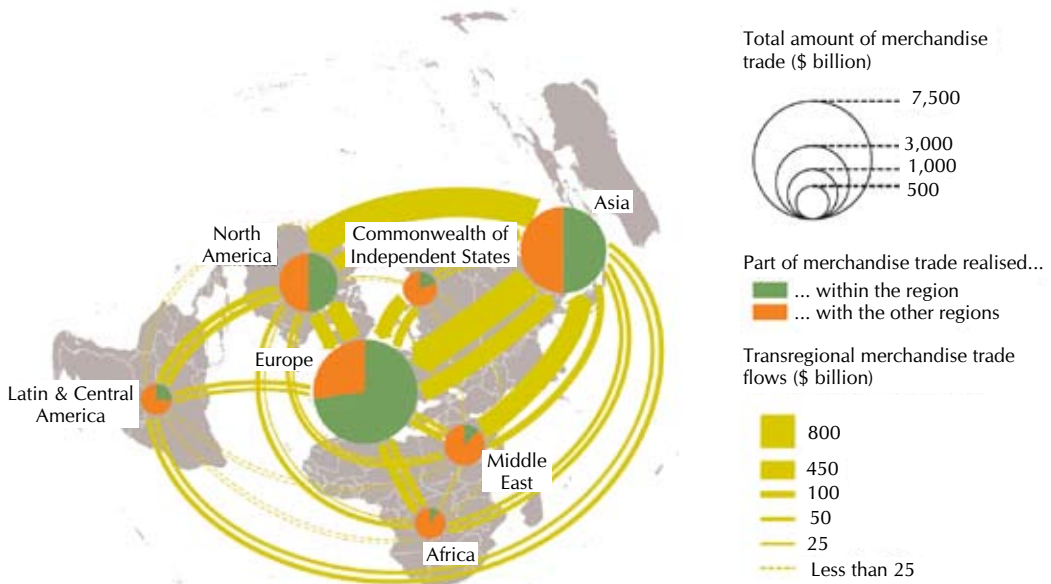 North
America
Commonwealth of
Independent States
Asia
Europe
Latin & Central
America
Middle
East
Africa
Total amount of merchandise
trade ($ billion)
7,500
3,000
1,000
500
Part of merchandise trade realised...
... within the region
... with the other regions
Transregional merchandise trade
flows ($ billion)
800
450
100
50
25
Less than 25